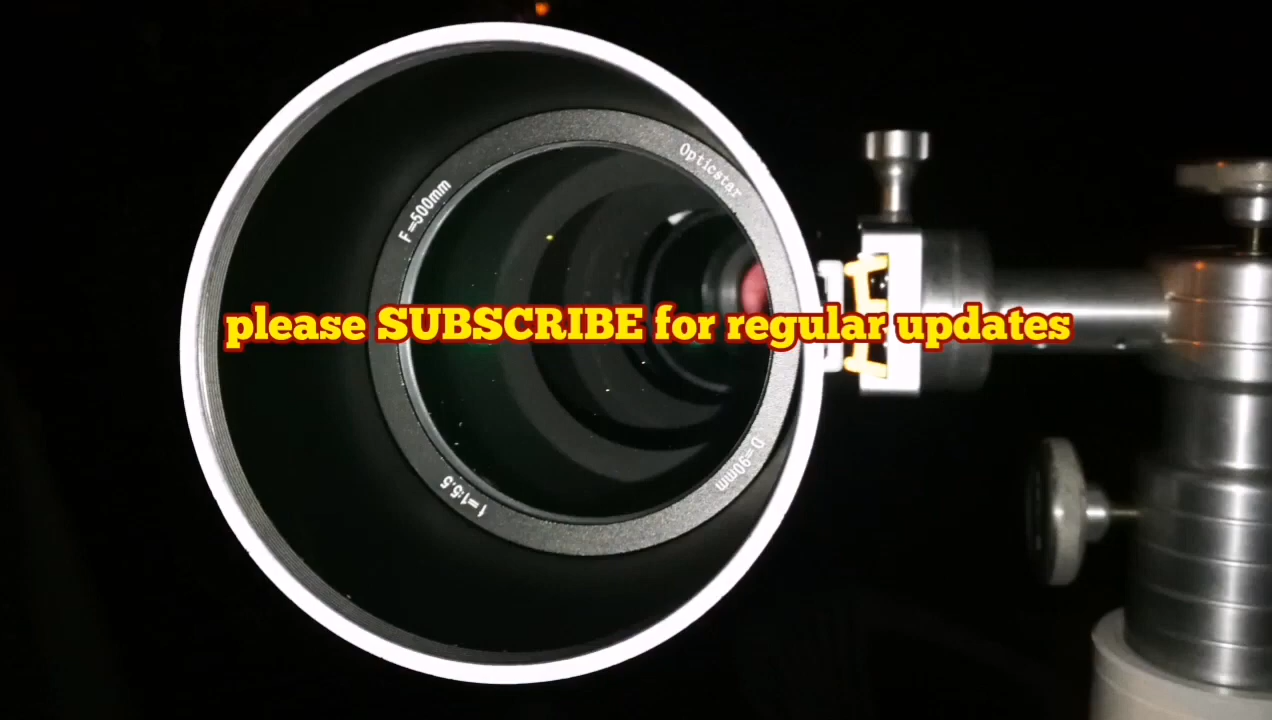 Opticstar
F=500mm
please SUBSCRIBE for regular updates
D=90mm
f=1:5.5